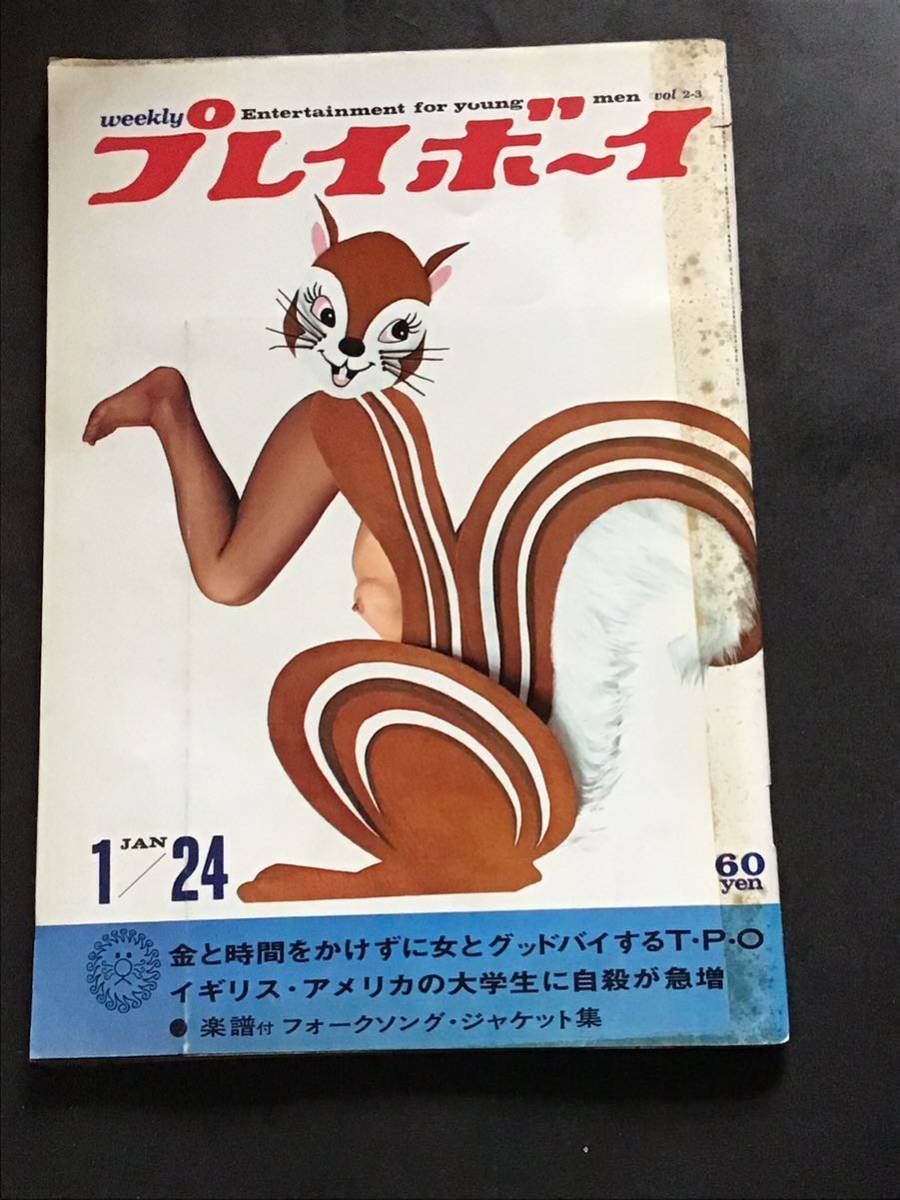 weekly Entertainment for young men vol 2-3
プレイボーイ
1/24
JAN
60
yen
金と時間をかけずに女とグッドバイするT・P・O
イギリス・アメリカの大学生に自殺が急増
● 楽譜付 フォークソング・ジャケット集